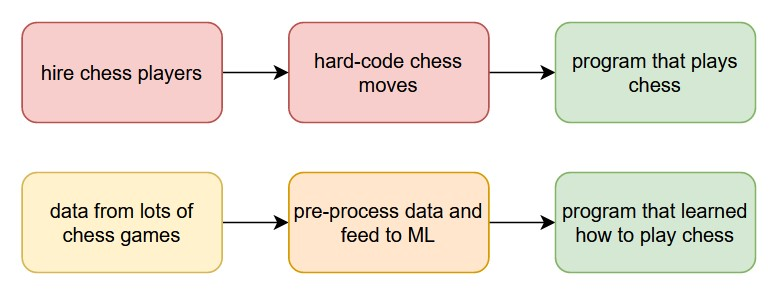 hire chess players
hard-code chess
moves
program that plays
chess
data from lots of
chess games
pre-process data and
feed to ML
program that learned
how to play chess